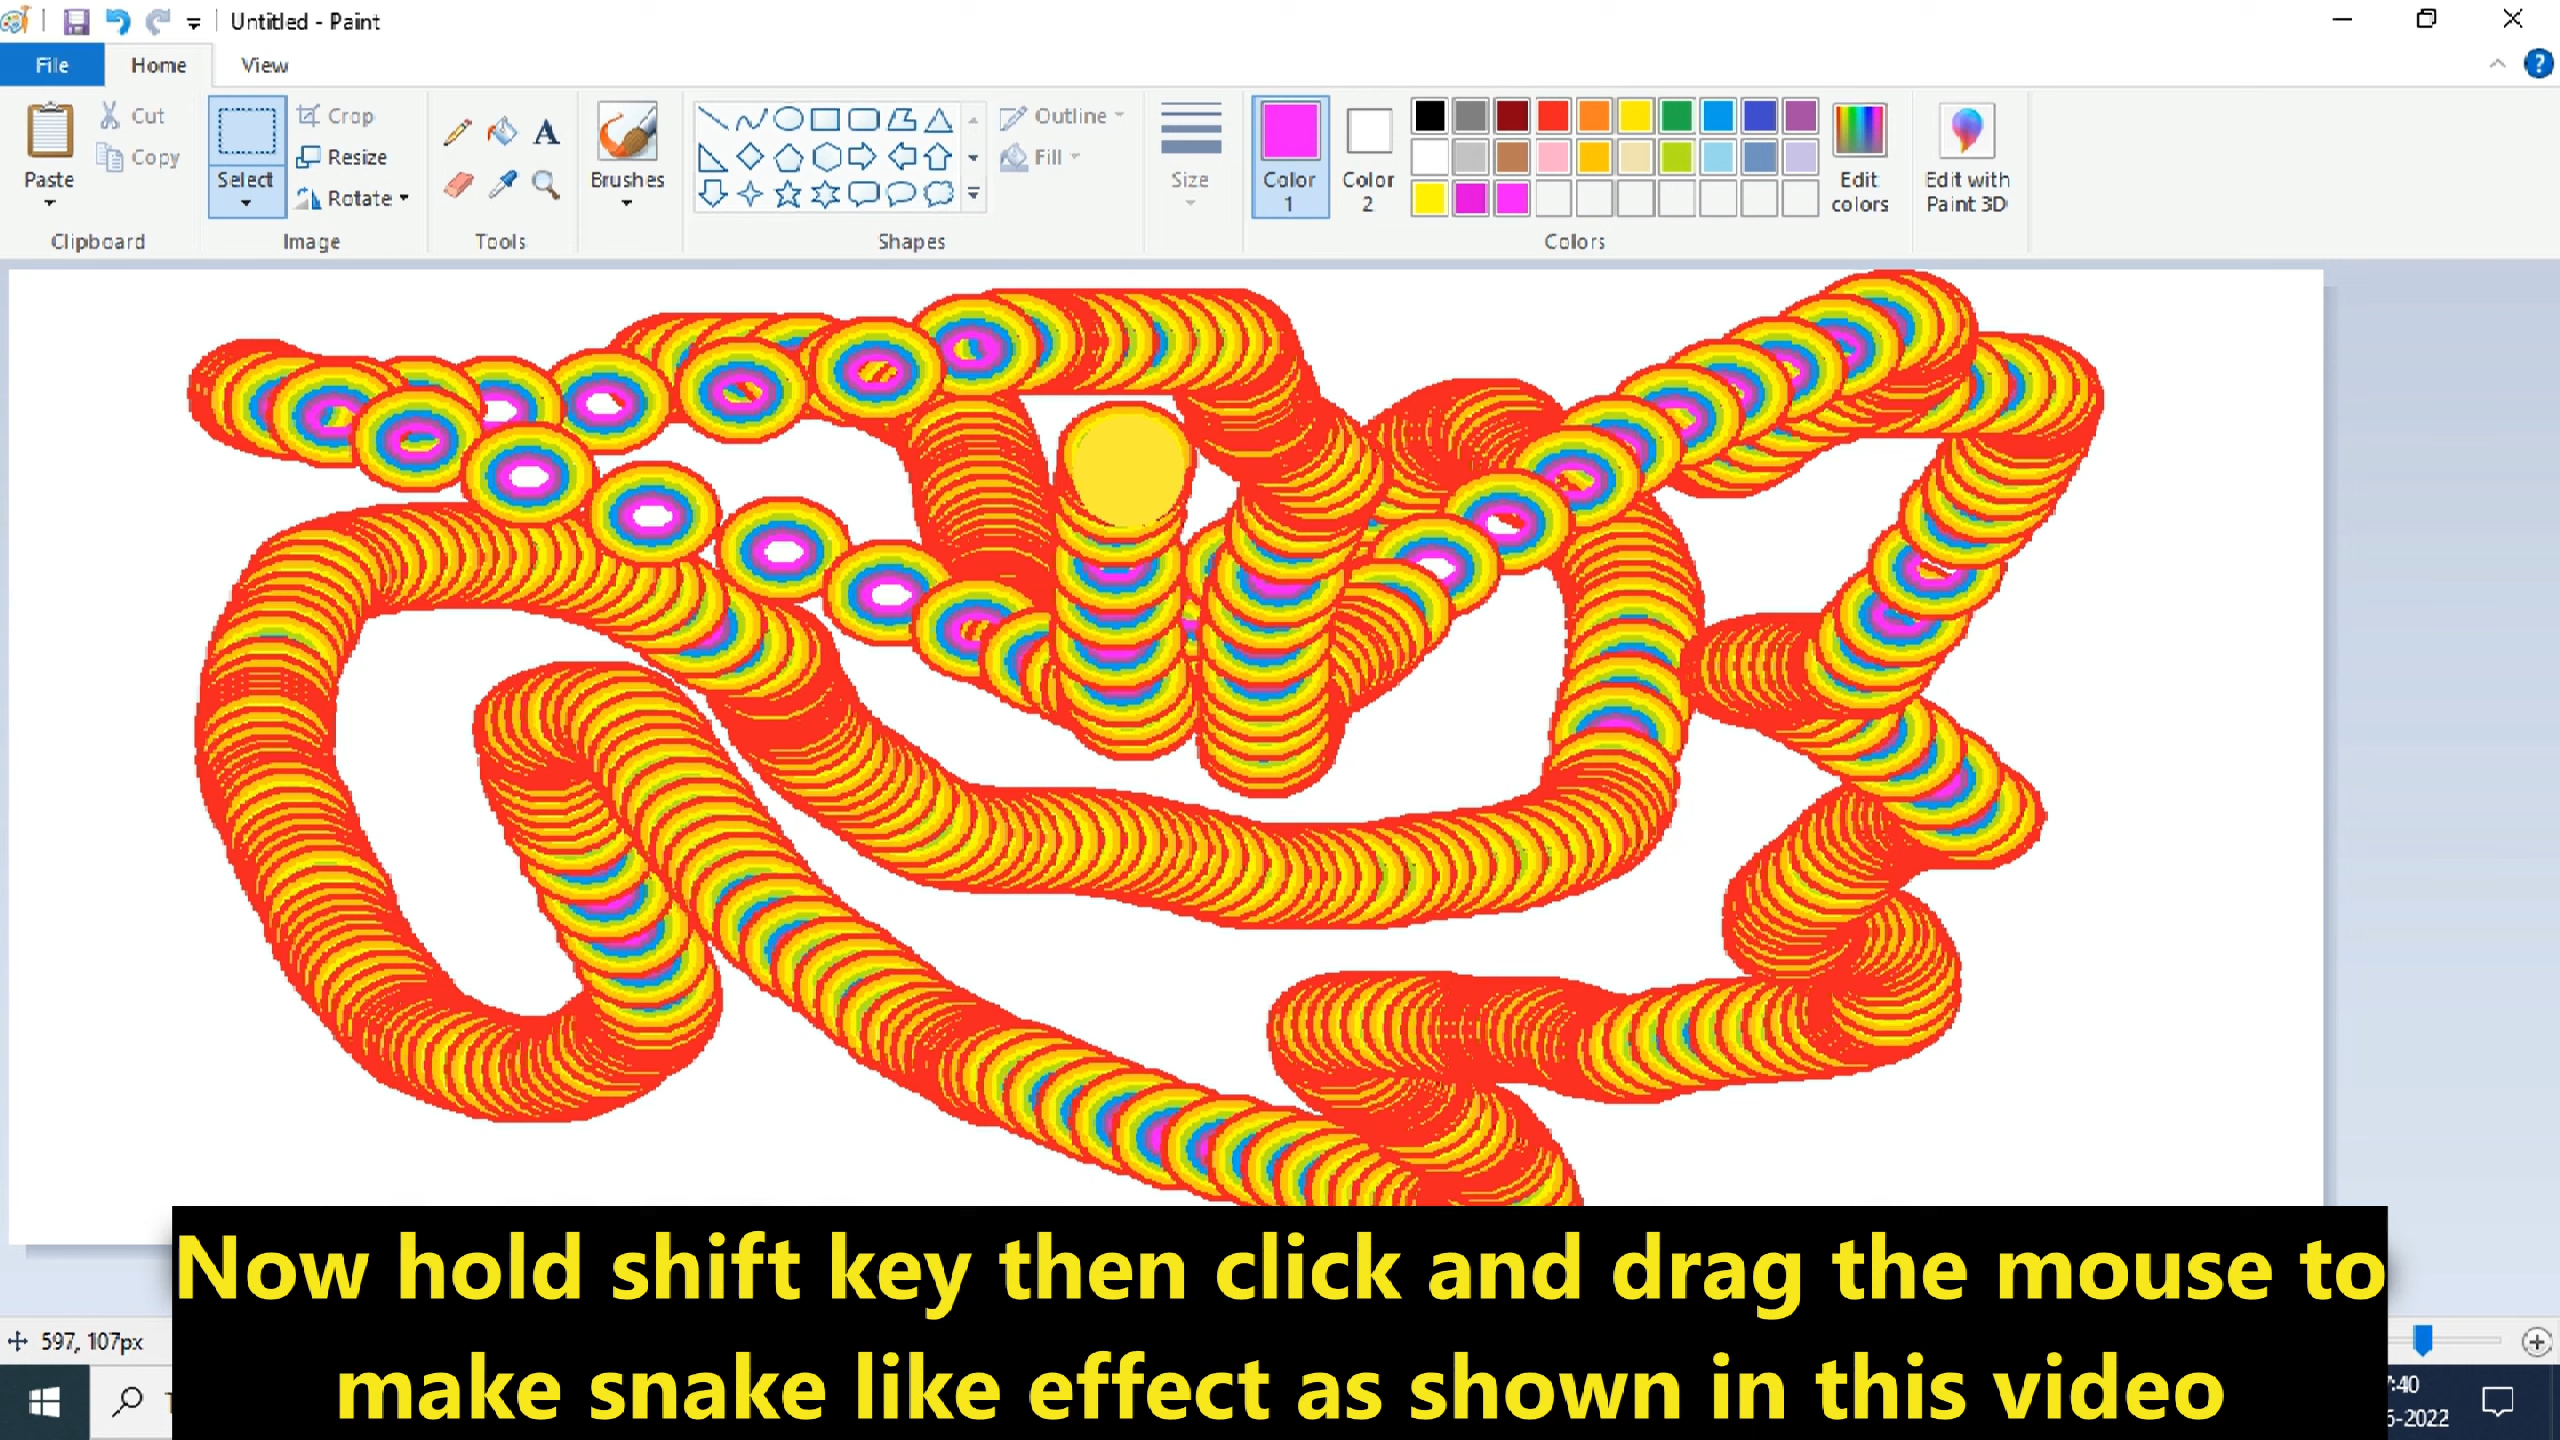 Untitled - Paint
File Home View
Paste
Cut
Copy
Clipboard
Select
Crop
Resize
Rotate
Image
Tools
Brushes
Shapes
Outline
Fill
Size
Color
1
Color
2
Edit
colors
Edit with
Paint 3D
Colors
Now hold shift key then click and drag the mouse to
make snake like effect as shown in this video
597, 107px
:40
-2022